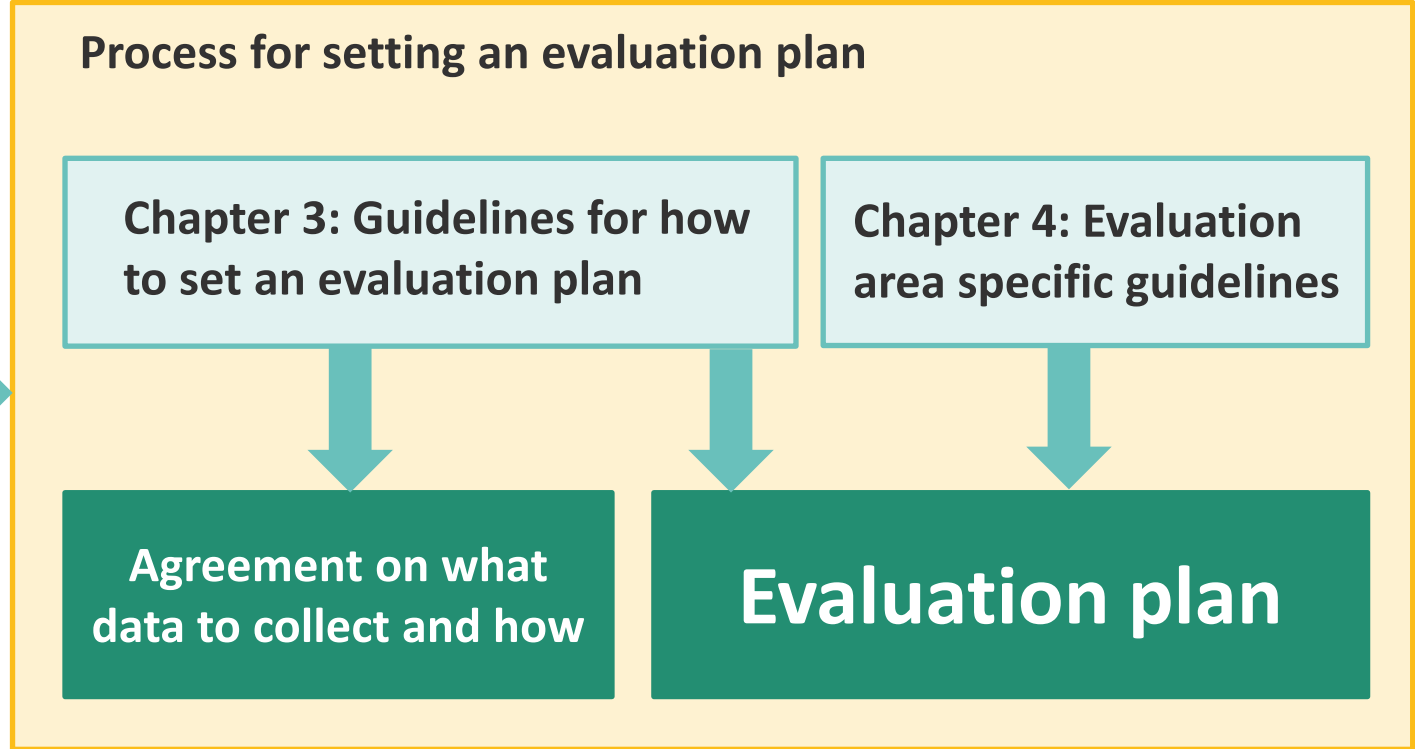 Process for setting an evaluation plan
Chapter 3: Guidelines for how
to set an evaluation plan
Chapter 4: Evaluation
area specific guidelines
Agreement on what
data to collect and how
Evaluation plan